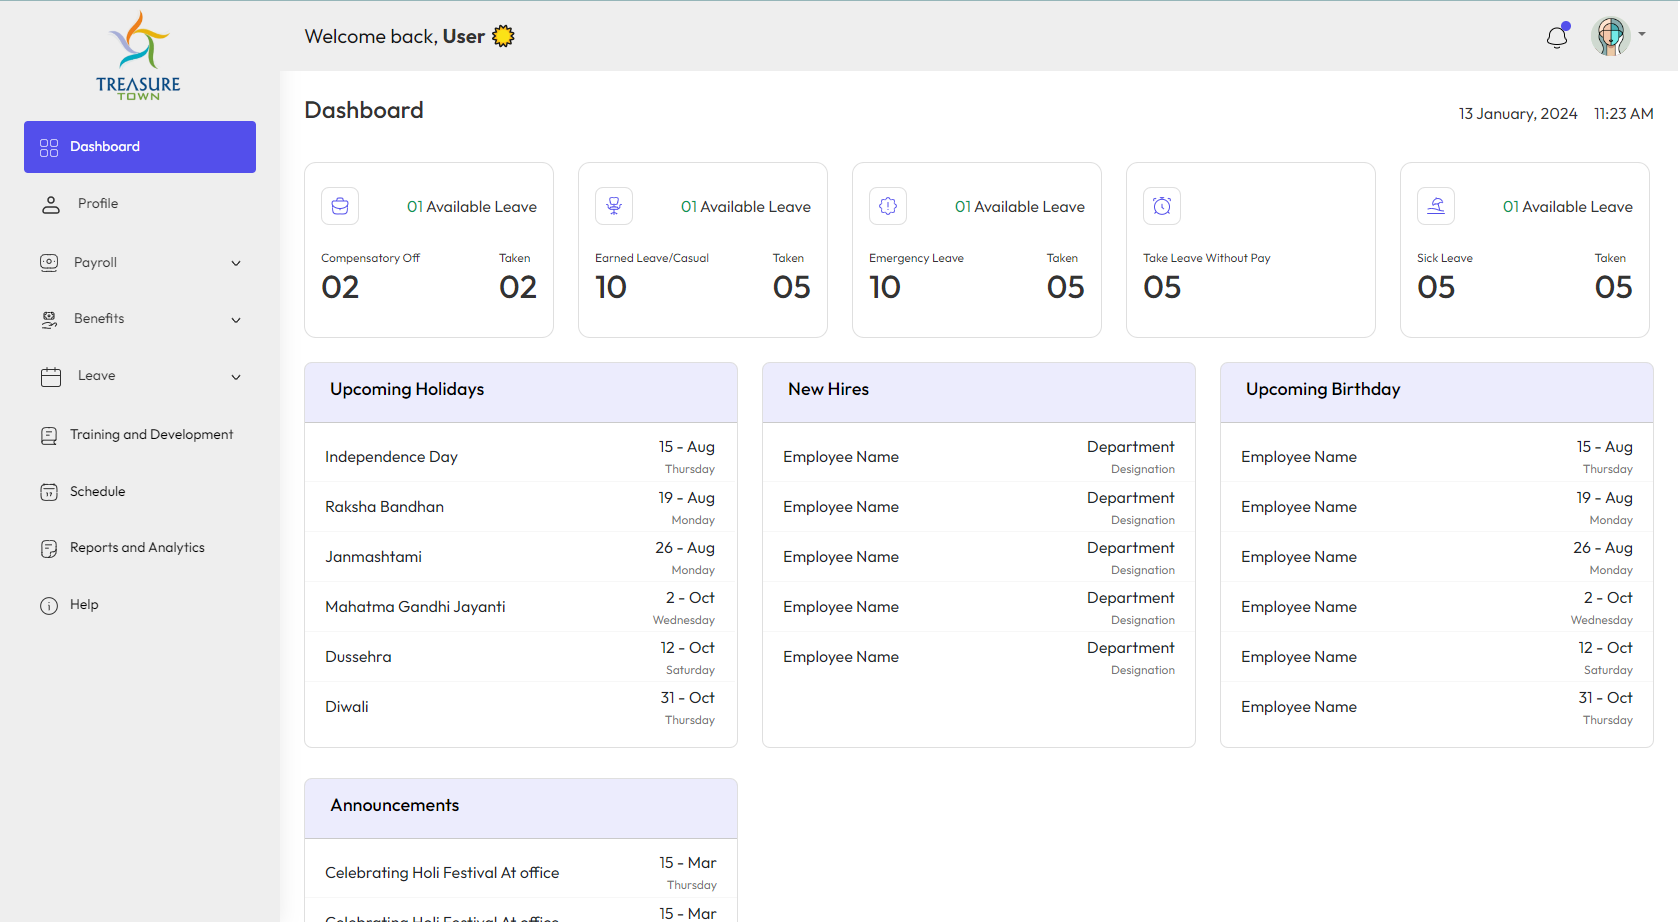 TREASURE
TOWN
Welcome back, User
Dashboard
Profile
Payroll
Benefits
Leave
Training and Development
Schedule
Reports and Analytics
Help
Dashboard
13 January, 2024 11:23 AM
01 Available Leave
Compensatory Off Taken
02 02
01 Available Leave
Earned Leave/Casual Taken
10 05
01 Available Leave
Emergency Leave Taken
10 05
Take Leave Without Pay
05
01 Available Leave
Sick Leave Taken
05 05
Upcoming Holidays
Independence Day 15 - Aug
Thursday
Raksha Bandhan 19 - Aug
Monday
Janmashtami 26 - Aug
Monday
Mahatma Gandhi Jayanti 2 - Oct
Wednesday
Dussehra 12 - Oct
Saturday
Diwali 31 - Oct
Thursday
New Hires
Employee Name Department
Designation
Employee Name Department
Designation
Employee Name Department
Designation
Employee Name Department
Designation
Employee Name Department
Designation
Upcoming Birthday
Employee Name 15 - Aug
Thursday
Employee Name 19 - Aug
Monday
Employee Name 26 - Aug
Monday
Employee Name 2 - Oct
Wednesday
Employee Name 12 - Oct
Saturday
Employee Name 31 - Oct
Thursday
Announcements
Celebrating Holi Festival At office 15 - Mar
Thursday
Celebrating Holi Festival At office 15 - Mar